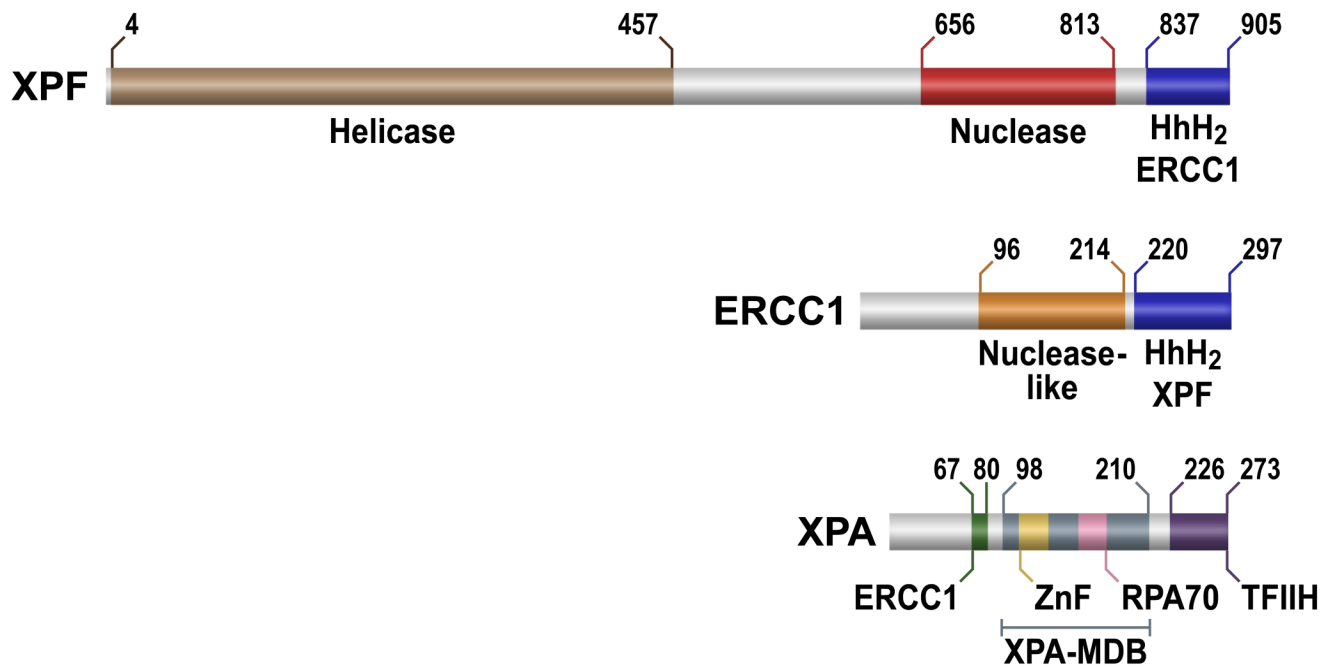 4 457 656 813 837 905
XPF
Helicase Nuclease HhH₂
ERCC1
96 214 220 297
ERCC1
Nuclease-
like
HhH₂
XPF
67 80 98 210 226 273
XPA
ERCC1 ZnF RPA70 TFIIH
XPA-MDB